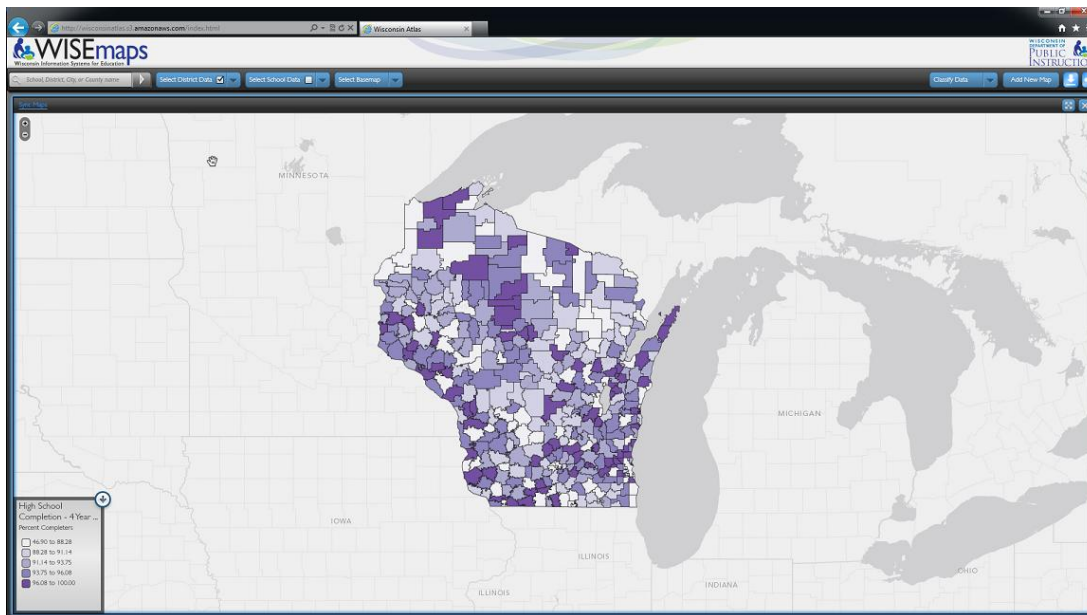 http://wisconsinatlas.s3.amazonaws.com/index.html
Wisconsin Atlas
WISEmaps
Wisconsin Information Systems for Education
WISCONSIN
DEPARTMENT OF
PUBLIC
INSTRUCTIO
School, District, City, or County name
Select District Data
Select School Data
Select Basemap
Classify Data
Add New Map
Sync Maps
MINNESOTA
MICHIGAN
IOWA
ILLINOIS
ILLINOIS
INDIANA
OHIO
High School
Completion - 4 Year ...
Percent Completers
46.90 to 88.28
88.28 to 91.14
91.14 to 93.75
93.75 to 96.08
96.08 to 100.00